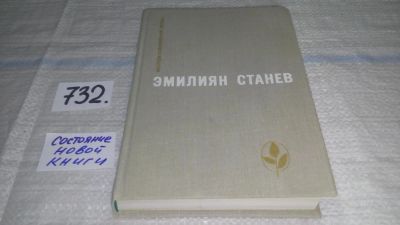 732.
Состояние
новой
книги
ЭМИЛИЯН СТАНЕВ